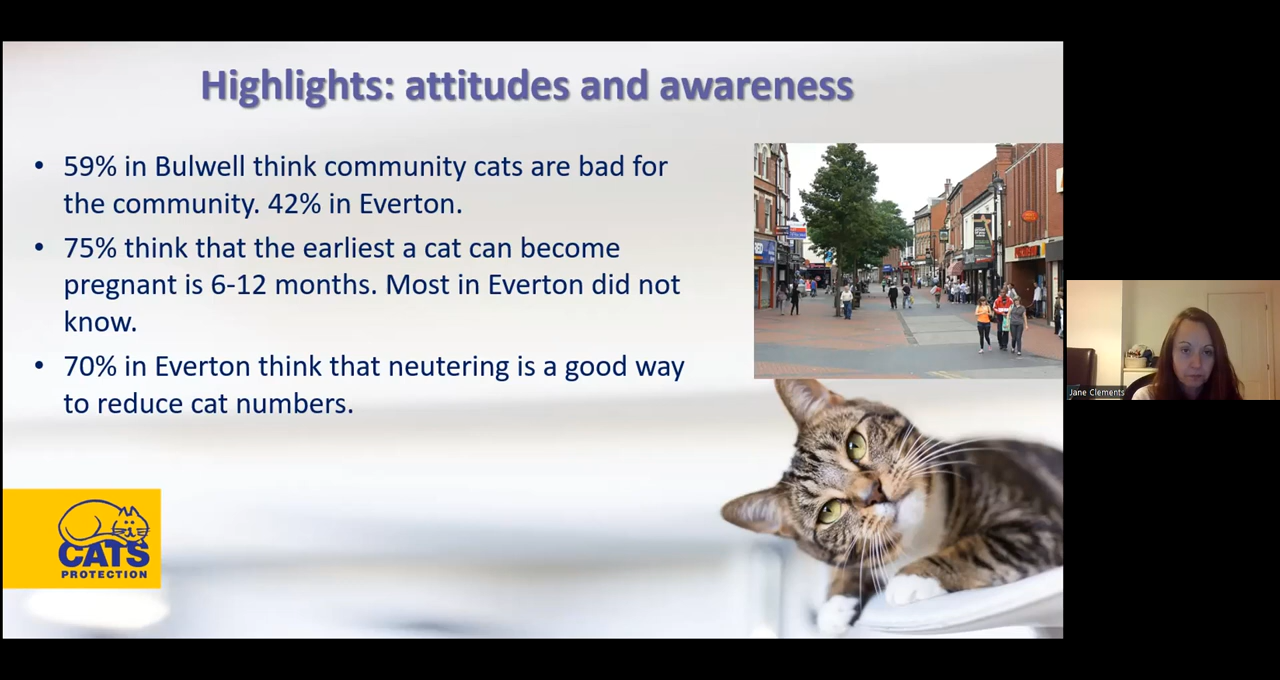 Highlights: attitudes and awareness
• 59% in Bulwell think community cats are bad for
the community. 42% in Everton.
• 75% think that the earliest a cat can become
pregnant is 6-12 months. Most in Everton did not
know.
• 70% in Everton think that neutering is a good way
to reduce cat numbers.
CATS
PROTECTION
Jane Clements